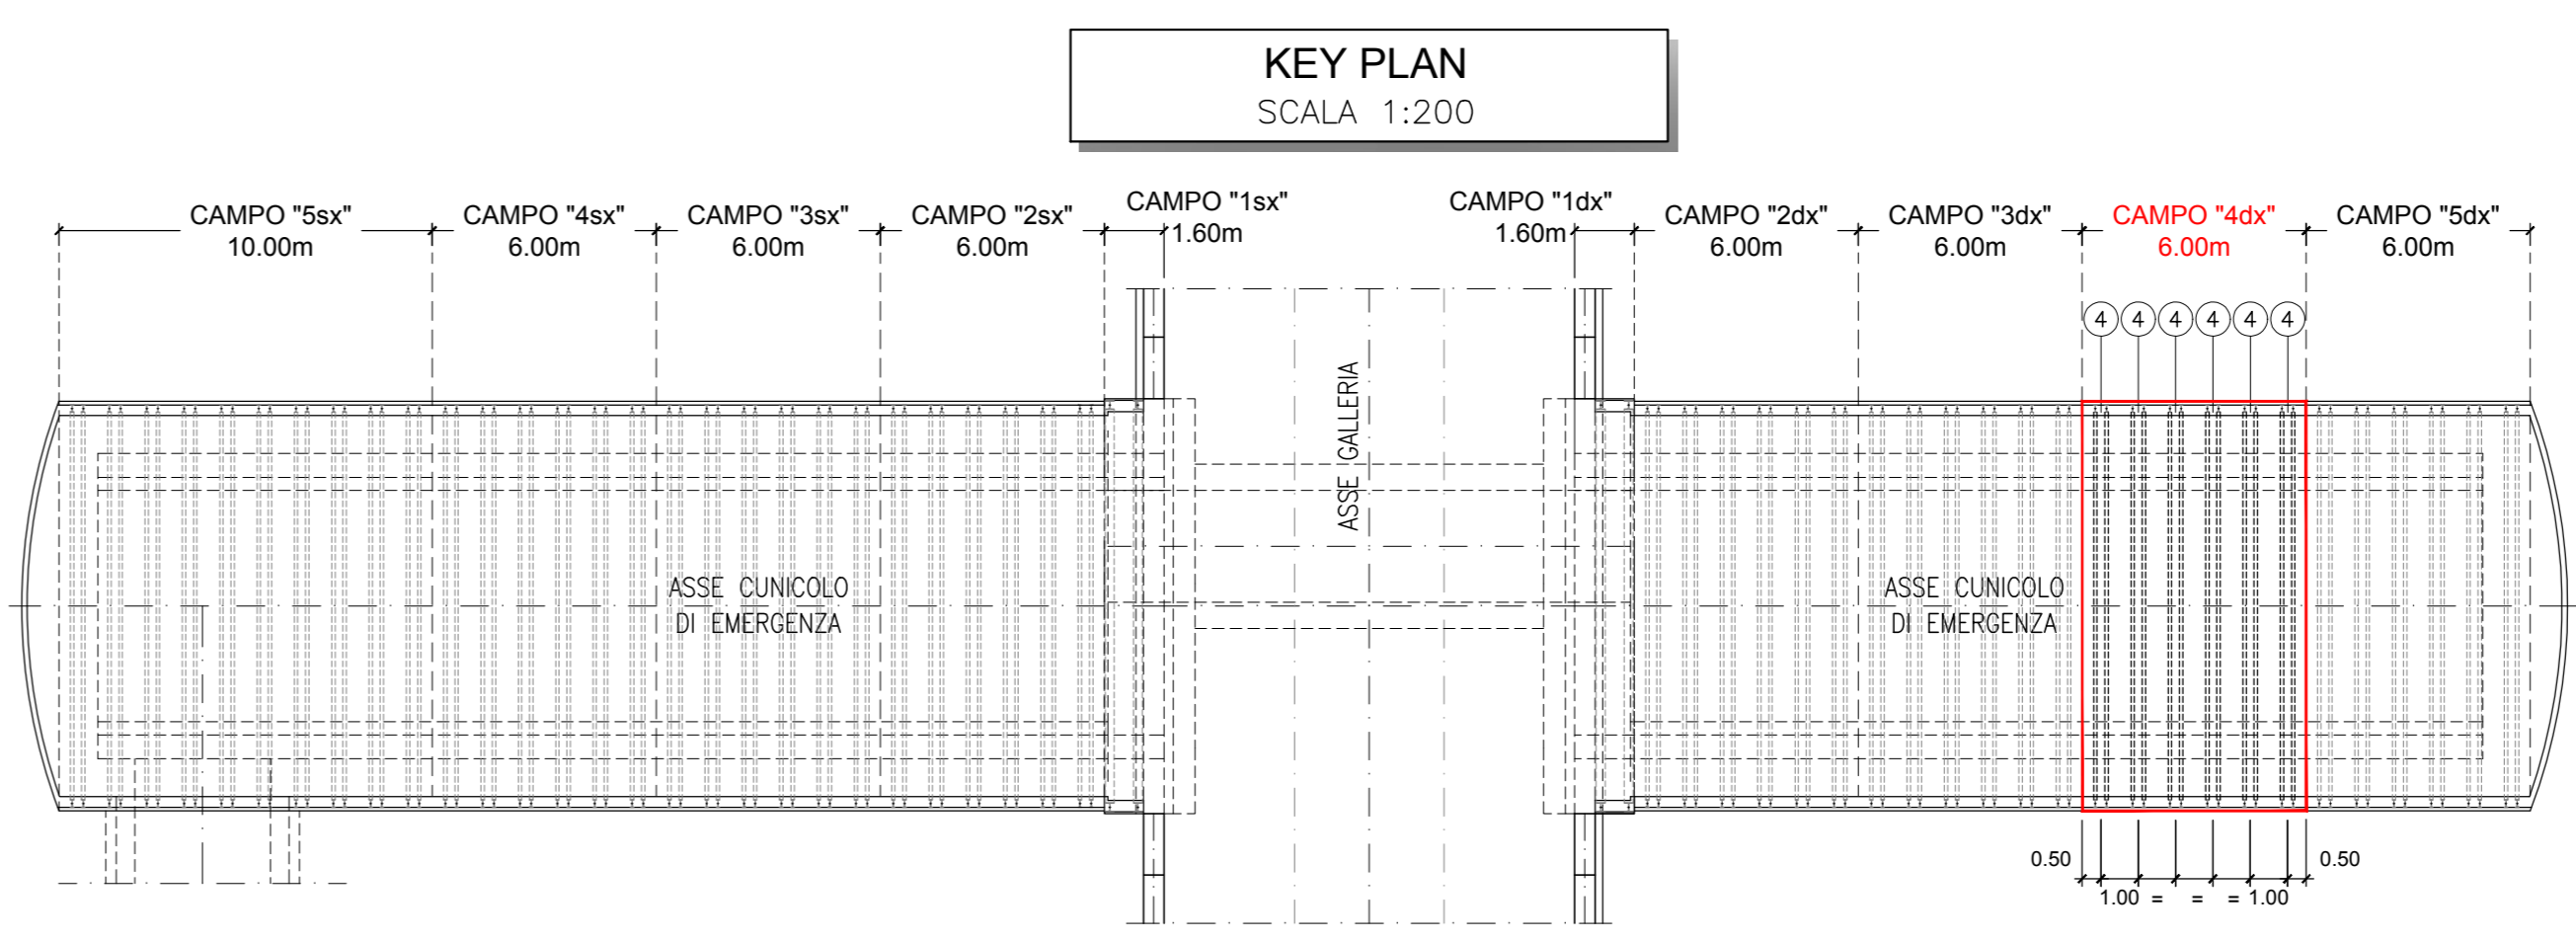 KEY PLAN
SCALA 1:200
CAMPO "5sx"
10.00m
CAMPO "4sx"
6.00m
CAMPO "3sx"
6.00m
CAMPO "2sx"
6.00m
CAMPO "1sx"
1.60m
CAMPO "1dx"
1.60m
CAMPO "2dx"
6.00m
CAMPO "3dx"
6.00m
CAMPO "4dx"
6.00m
CAMPO "5dx"
6.00m
4 4 4 4 4 4
ASSE GALLERIA
ASSE CUNICOLO
DI EMERGENZA
ASSE CUNICOLO
DI EMERGENZA
0.50 0.50
1.00 = = = 1.00